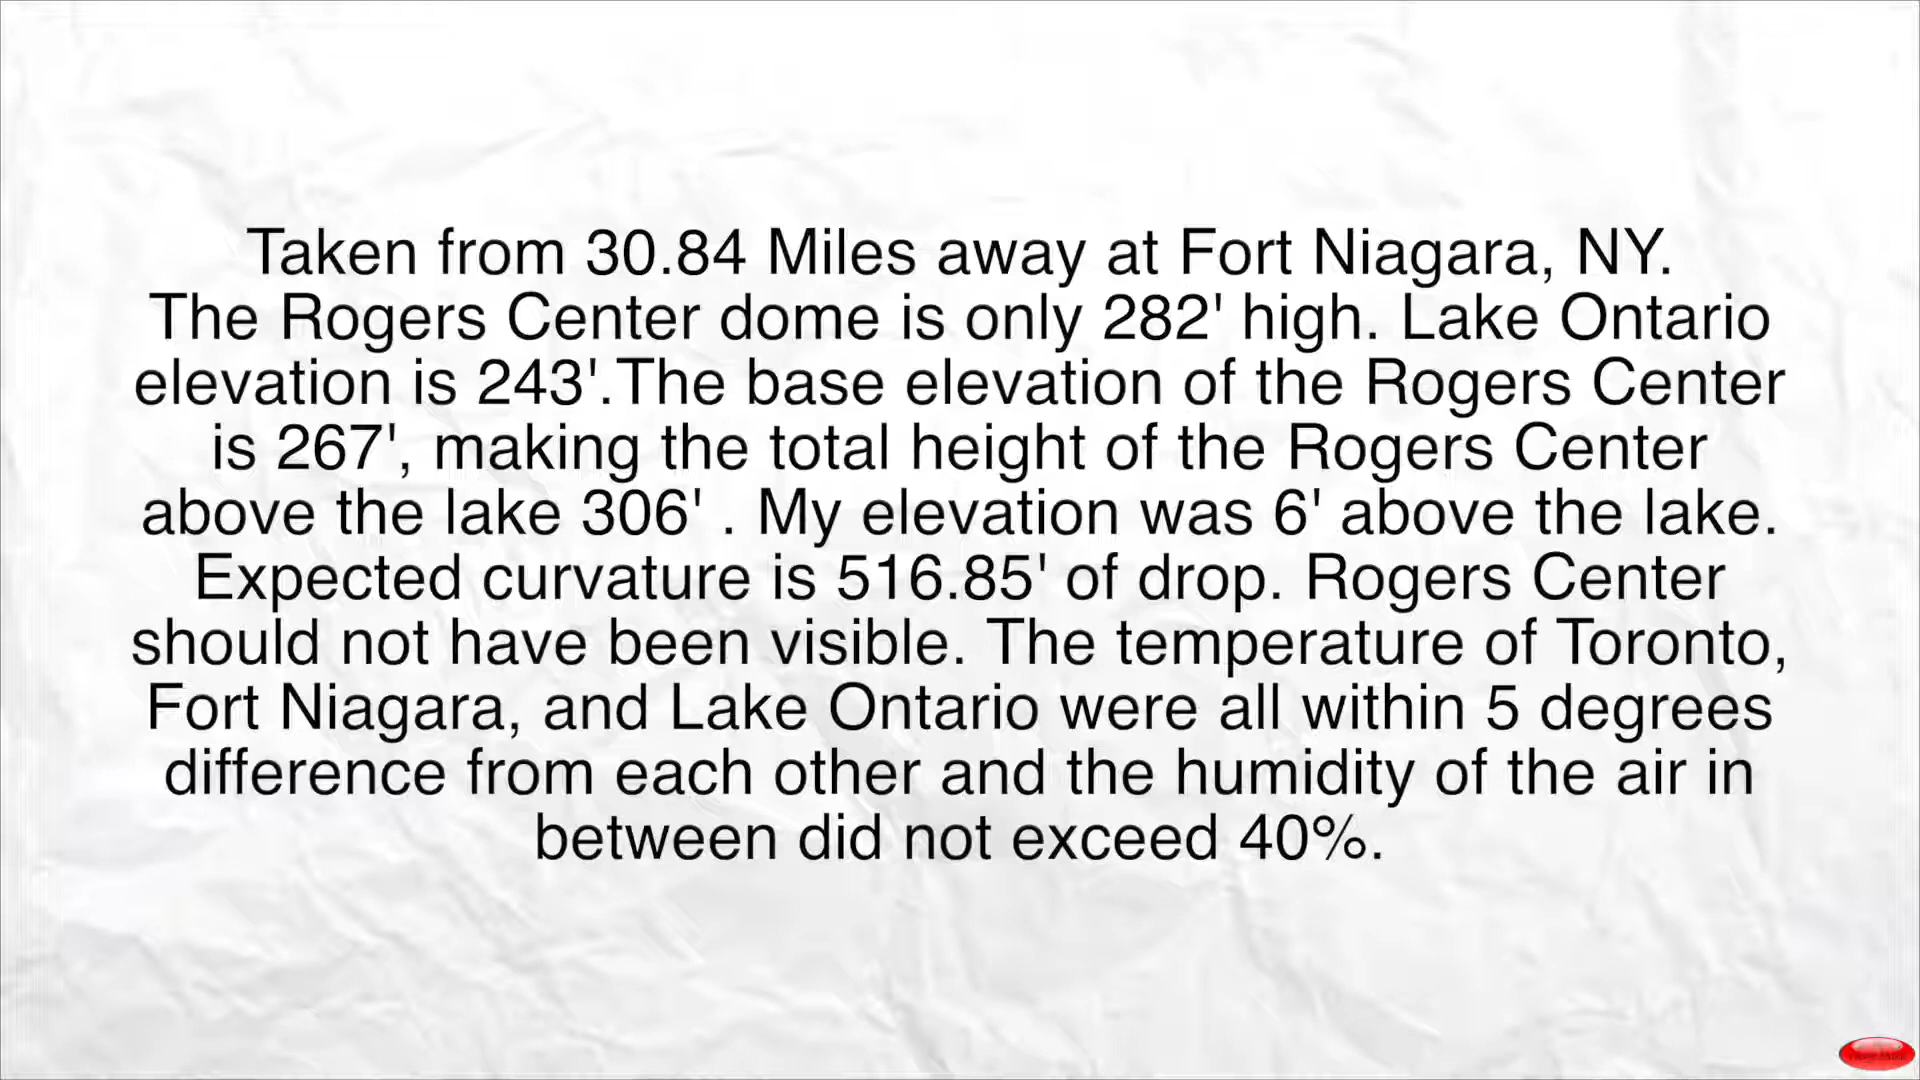 Taken from 30.84 Miles away at Fort Niagara, NY.
The Rogers Center dome is only 282' high. Lake Ontario
elevation is 243'.The base elevation of the Rogers Center
is 267', making the total height of the Rogers Center
above the lake 306' . My elevation was 6' above the lake.
Expected curvature is 516.85' of drop. Rogers Center
should not have been visible. The temperature of Toronto,
Fort Niagara, and Lake Ontario were all within 5 degrees
difference from each other and the humidity of the air in
between did not exceed 40%.